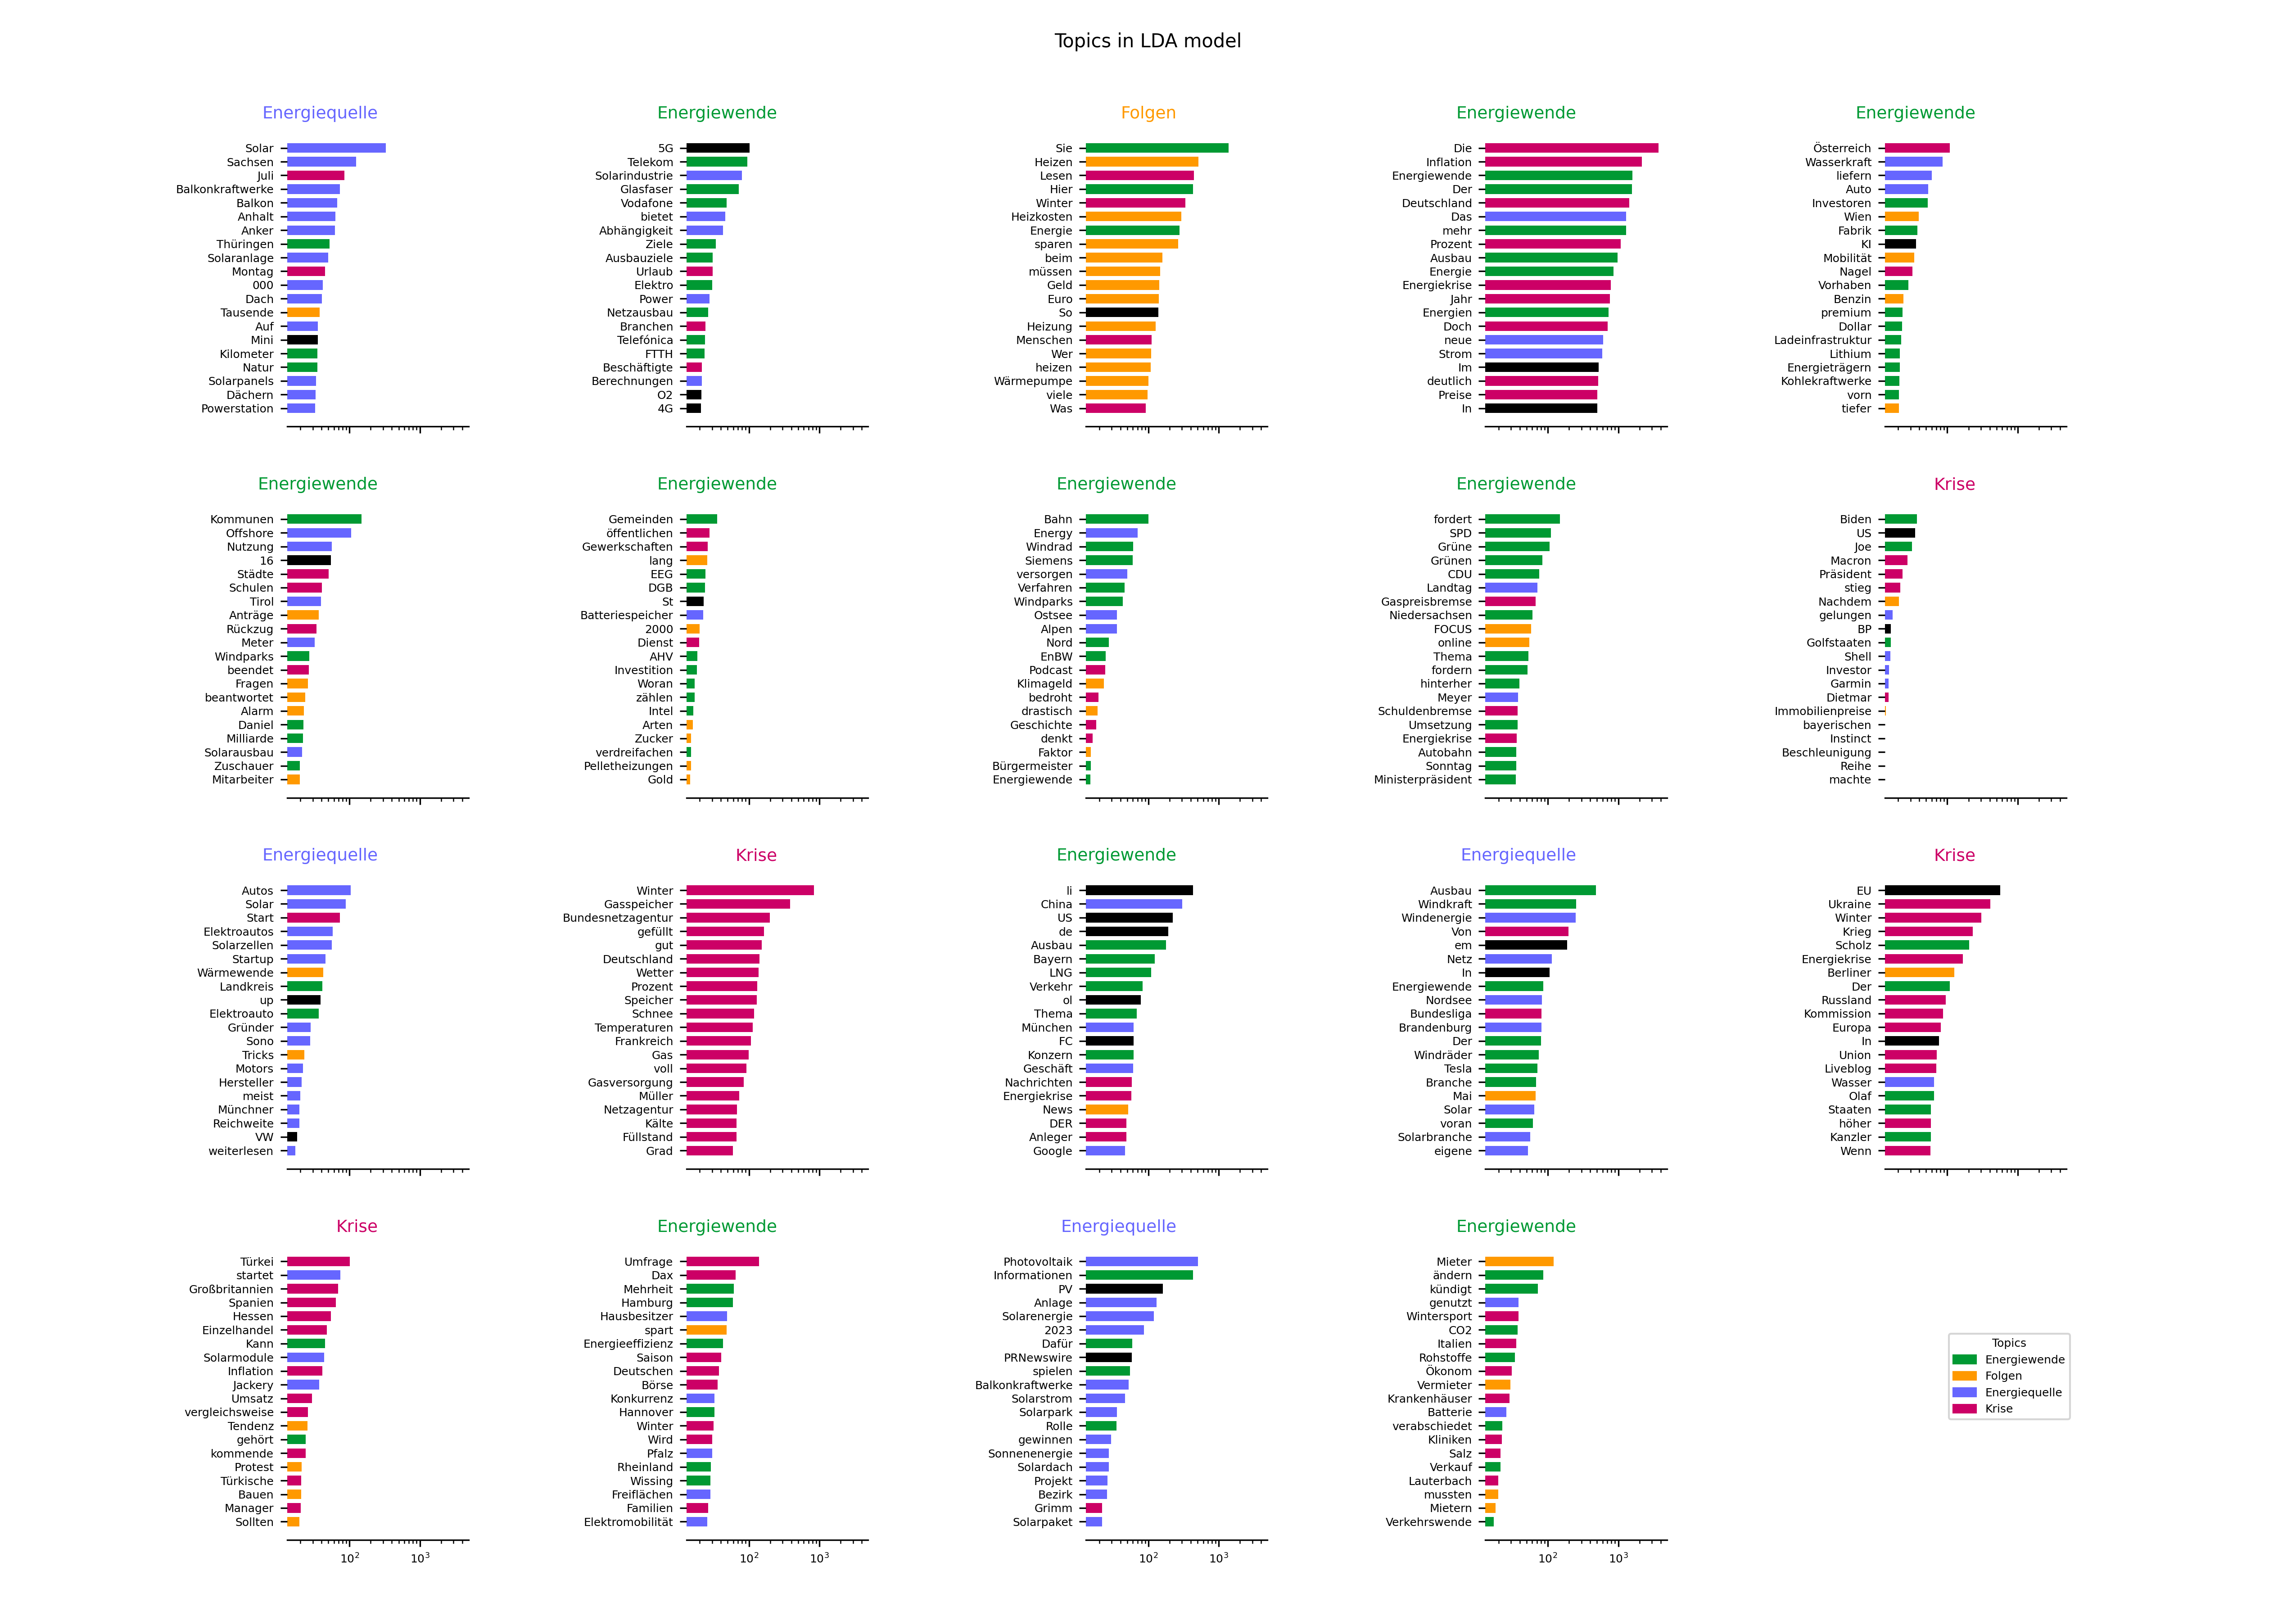 Topics in LDA model
Energiequelle
Solar
Sachsen
Juli
Balkonkraftwerke
Balkon
Anhalt
Anker
Thüringen
Solaranlage
Montag
000
Dach
Tausende
Auf
Mini
Kilometer
Natur
Solarpanels
Dächern
Powerstation
Energiewende
5G
Telekom
Solarindustrie
Glasfaser
Vodafone
bietet
Abhängigkeit
Ziele
Ausbauziele
Urlaub
Elektro
Power
Netzausbau
Branchen
Telefónica
FTTH
Beschäftigte
Berechnungen
O2
4G
Folgen
Sie
Heizen
Lesen
Hier
Winter
Heizkosten
Energie
sparen
beim
müssen
Geld
Euro
So
Heizung
Menschen
Wer
heizen
Wärmepumpe
viele
Was
Energiewende
Die
Inflation
Energiewende
Der
Deutschland
Das
mehr
Prozent
Ausbau
Energie
Energiekrise
Jahr
Energien
Doch
neue
Strom
Im
deutlich
Preise
In
Energiewende
Österreich
Wasserkraft
liefern
Auto
Investoren
Wien
Fabrik
KI
Mobilität
Nagel
Vorhaben
Benzin
premium
Dollar
Ladeinfrastruktur
Lithium
Energieträgern
Kohlekraftwerke
vorn
tiefer
Energiewende
Kommunen
Offshore
Nutzung
16
Städte
Schulen
Tirol
Anträge
Rückzug
Meter
Windparks
beendet
Fragen
beantwortet
Alarm
Daniel
Milliarde
Solarausbau
Zuschauer
Mitarbeiter
Energiewende
Gemeinden
öffentlichen
Gewerkschaften
lang
EEG
DGB
St
Batteriespeicher
2000
Dienst
AHV
Investition
Woran
zählen
Intel
Arten
Zucker
verdreifachen
Pelletheizungen
Gold
Energiewende
Bahn
Energy
Windrad
Siemens
versorgen
Verfahren
Windparks
Ostsee
Alpen
Nord
EnBW
Podcast
Klimageld
bedroht
drastisch
Geschichte
denkt
Faktor
Bürgermeister
Energiewende
Energiewende
fordert
SPD
Grüne
Grünen
CDU
Landtag
Gaspreisbremse
Niedersachsen
FOCUS
online
Thema
fordern
hinterher
Meyer
Schuldenbremse
Umsetzung
Energiekrise
Autobahn
Sonntag
Ministerpräsident
Krise
Biden
US
Joe
Macron
Präsident
stieg
Nachdem
gelungen
BP
Golfstaaten
Shell
Investor
Garmin
Dietmar
Immobilienpreise
bayerischen
Instinct
Beschleunigung
Reihe
machte
Energiequelle
Autos
Solar
Start
Elektroautos
Solarzellen
Startup
Wärmewende
Landkreis
up
Elektroauto
Gründer
Sono
Tricks
Motors
Hersteller
meist
Münchner
Reichweite
VW
weiterlesen
Krise
Winter
Gasspeicher
Bundesnetzagentur
gefüllt
gut
Deutschland
Wetter
Prozent
Speicher
Schnee
Temperaturen
Frankreich
Gas
voll
Gasversorgung
Müller
Netzagentur
Kälte
Füllstand
Grad
Energiewende
li
China
US
de
Ausbau
Bayern
LNG
Verkehr
ol
Thema
München
FC
Konzern
Geschäft
Nachrichten
Energiekrise
News
DER
Anleger
Google
Energiequelle
Ausbau
Windkraft
Windenergie
Von
em
Netz
In
Energiewende
Nordsee
Bundesliga
Brandenburg
Der
Windräder
Tesla
Branche
Mai
Solar
voran
Solarbranche
eigene
Krise
EU
Ukraine
Winter
Krieg
Scholz
Energiekrise
Berliner
Der
Russland
Kommission
Europa
In
Union
Liveblog
Wasser
Olaf
Staaten
höher
Kanzler
Wenn
Krise
Türkei
startet
Großbritannien
Spanien
Hessen
Einzelhandel
Kann
Solarmodule
Inflation
Jackery
Umsatz
vergleichsweise
Tendenz
gehört
kommende
Protest
Türkische
Bauen
Manager
Sollten
10² 10³
Energiewende
Umfrage
Dax
Mehrheit
Hamburg
Hausbesitzer
spart
Energieeffizienz
Saison
Deutschen
Börse
Konkurrenz
Hannover
Winter
Wird
Pfalz
Rheinland
Wissing
Freiflächen
Familien
Elektromobilität
10² 10³
Energiequelle
Photovoltaik
Informationen
PV
Anlage
Solarenergie
2023
Dafür
PRNewswire
spielen
Balkonkraftwerke
Solarstrom
Solarpark
Rolle
gewinnen
Sonnenenergie
Solardach
Projekt
Bezirk
Grimm
Solarpaket
10² 10³
Energiewende
Mieter
ändern
kündigt
genutzt
Wintersport
CO2
Italien
Rohstoffe
Ökonom
Vermieter
Krankenhäuser
Batterie
verabschiedet
Kliniken
Salz
Verkauf
Lauterbach
mussten
Mietern
Verkehrswende
10² 10³
Topics
Energiewende
Folgen
Energiequelle
Krise